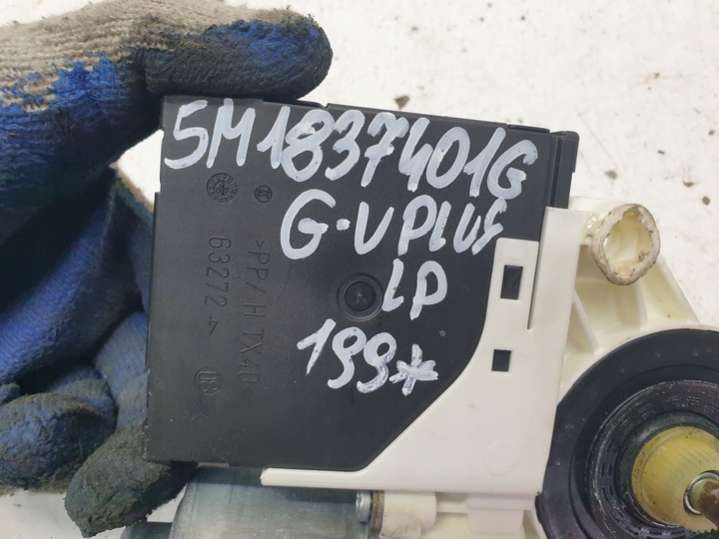 5M1837401G
G·V PLUS
LP
199*
>PP/H TX40<
63272